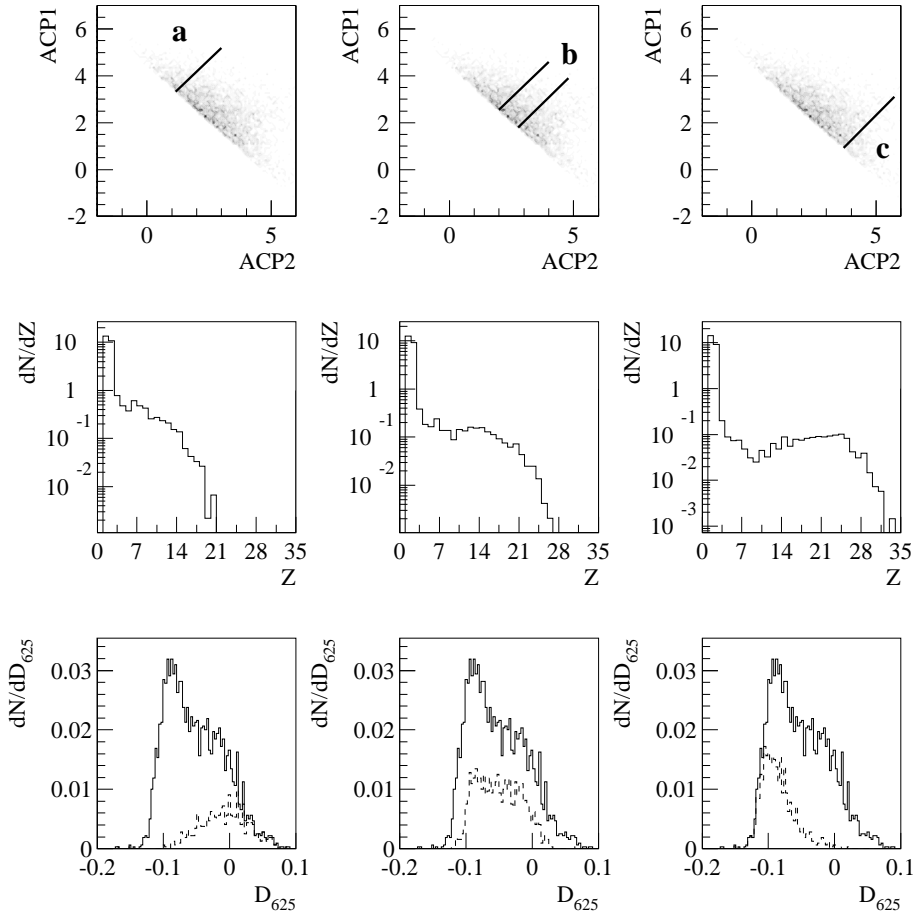 ACP1
6
4
2
0
-2
0
5
ACP2
a
ACP1
6
4
2
0
-2
0
5
ACP2
b
ACP1
6
4
2
0
-2
0
5
ACP2
c
dN/dZ
10
1
10⁻¹
10⁻²
0 7 14 21 28 35
Z
dN/dZ
10
1
10⁻¹
10⁻²
0 7 14 21 28 35
Z
dN/dZ
10
1
10⁻¹
10⁻²
10⁻³
0 7 14 21 28 35
Z
dN/dD₆₂₅
0.03
0.02
0.01
0
-0.2 -0.1 0 0.1
D₆₂₅
dN/dD₆₂₅
0.03
0.02
0.01
0
-0.2 -0.1 0 0.1
D₆₂₅
dN/dD₆₂₅
0.03
0.02
0.01
0
-0.2 -0.1 0 0.1
D₆₂₅